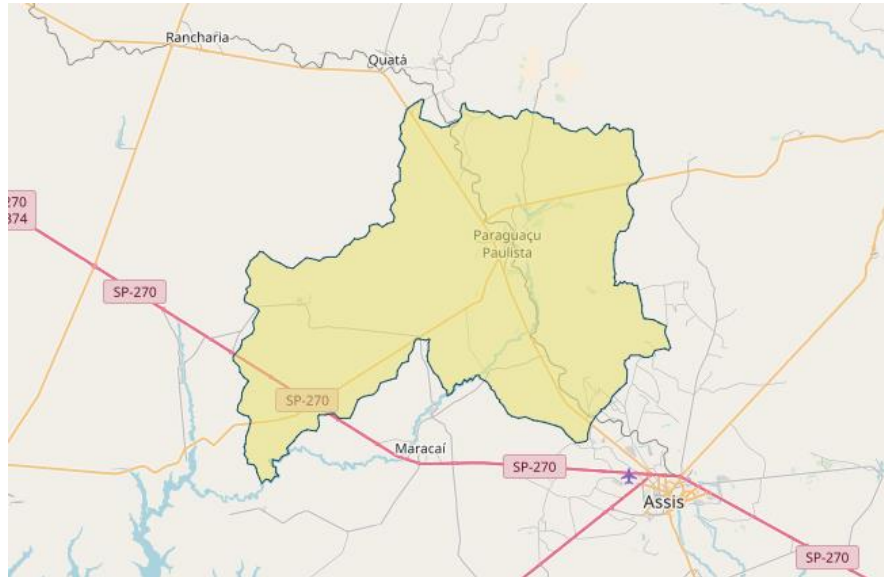 Rancharia
Quatá
270
374
Paraguaçu
Paulista
SP-270
SP-270
Maracaí
SP-270
Assis
SP-270